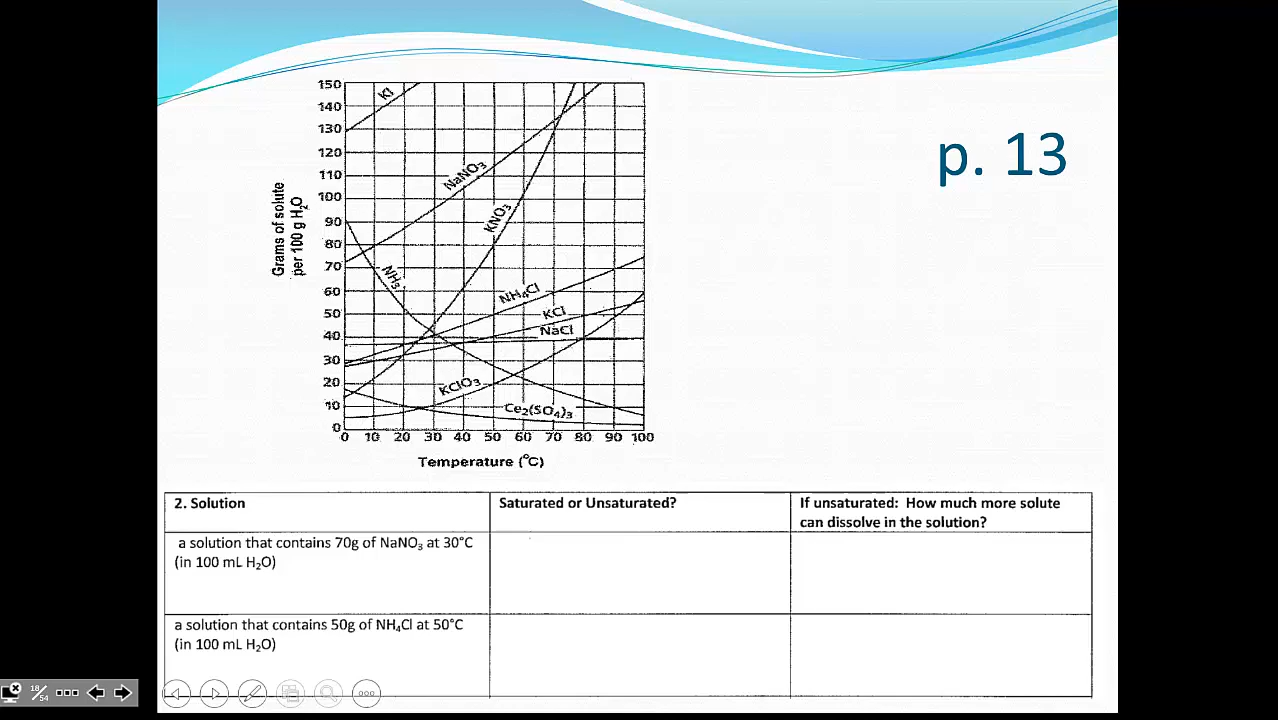 p. 13
150
140
130
120
110
100
90
80
70
60
50
40
30
20
10
0
Grams of solute
per 100 g H₂O
KI
NaNO₃
KNO₃
NH₃
NH₄Cl
KCl
NaCl
KClO₃
Ce₂(SO₄)₃
0 10 20 30 40 50 60 70 80 90 100
Temperature (°C)
2. Solution
Saturated or Unsaturated?
If unsaturated: How much more solute
can dissolve in the solution?
a solution that contains 70g of NaNO₃ at 30°C
(in 100 mL H₂O)
a solution that contains 50g of NH₄Cl at 50°C
(in 100 mL H₂O)
18/54